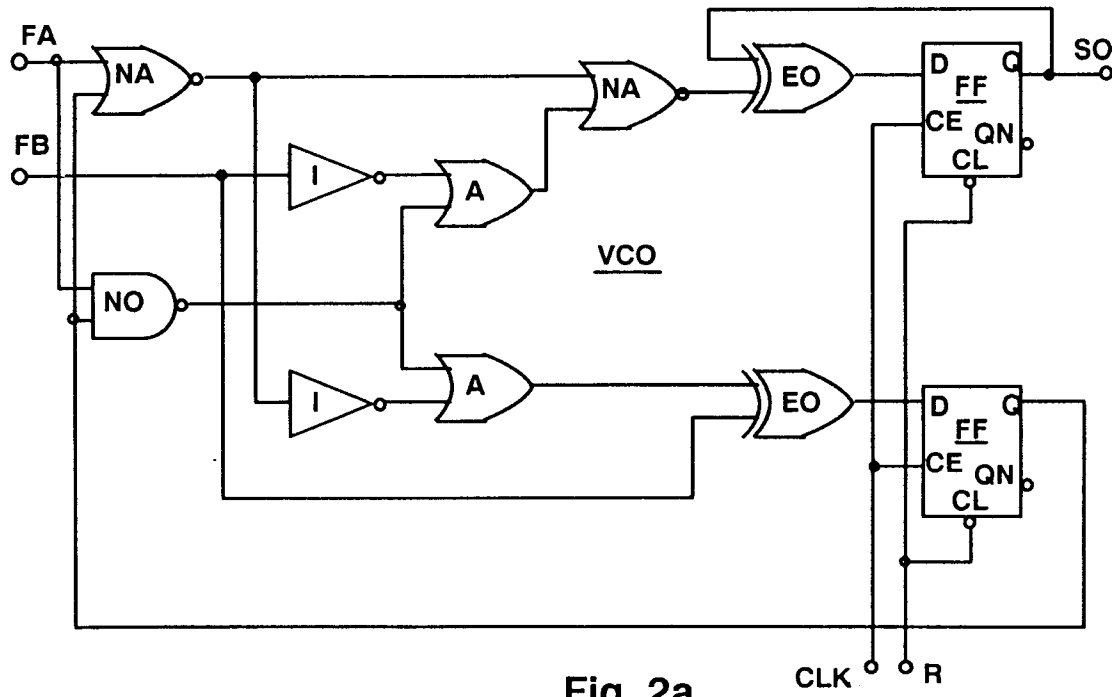 FA
NA
FB
I
A
NO
I
A
NA
VCO
EO
D
Q
FF
CE
QN
CL
SO
EO
D
Q
FF
CE
QN
CL
CLK
R
Fig. 2a